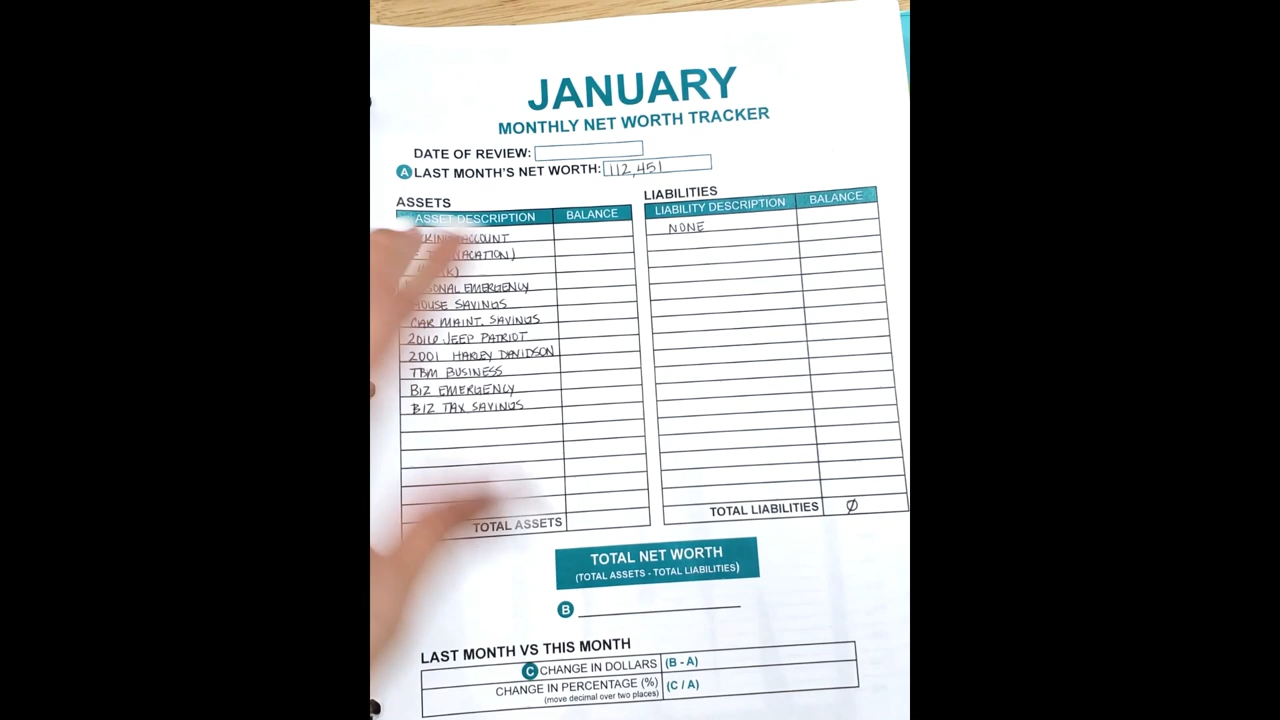 JANUARY
MONTHLY NET WORTH TRACKER
DATE OF REVIEW:
A LAST MONTH'S NET WORTH: 112,451
ASSETS
ASSET DESCRIPTION BALANCE
ACCOUNT
VACATION)
EMERGENCY
HOUSE SAVINGS
CAR MAINT. SAVINGS
2016 JEEP PATRIOT
2001 HARLEY DAVIDSON
TBM BUSINESS
BIZ EMERGENCY
BIZ TAX SAVINGS
TOTAL ASSETS
LIABILITIES
LIABILITY DESCRIPTION BALANCE
NONE
TOTAL LIABILITIES Ø
TOTAL NET WORTH
(TOTAL ASSETS - TOTAL LIABILITIES)
B
LAST MONTH VS THIS MONTH
C CHANGE IN DOLLARS (B - A)
CHANGE IN PERCENTAGE (%) (C / A)
(move decimal over two places)